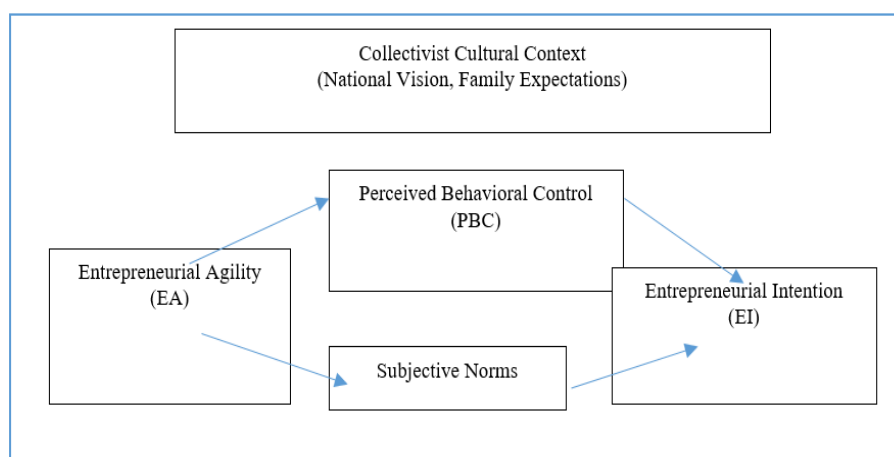 Collectivist Cultural Context
(National Vision, Family Expectations)
Perceived Behavioral Control
(PBC)
Entrepreneurial Agility
(EA)
Entrepreneurial Intention
(EI)
Subjective Norms